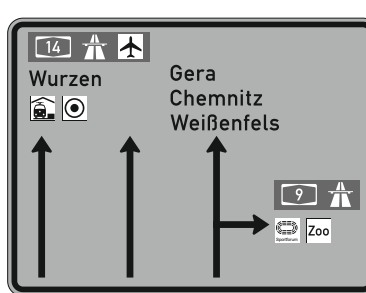 14
Wurzen
Gera
Chemnitz
Weißenfels
9
Sportforum
Zoo